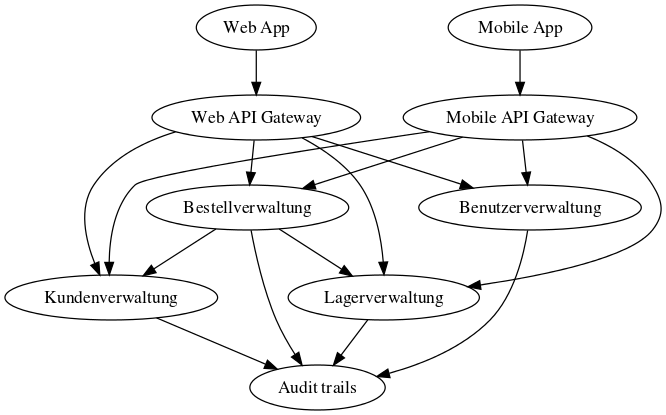 Web App
Mobile App
Web API Gateway
Mobile API Gateway
Bestellverwaltung
Benutzerverwaltung
Kundenverwaltung
Lagerverwaltung
Audit trails